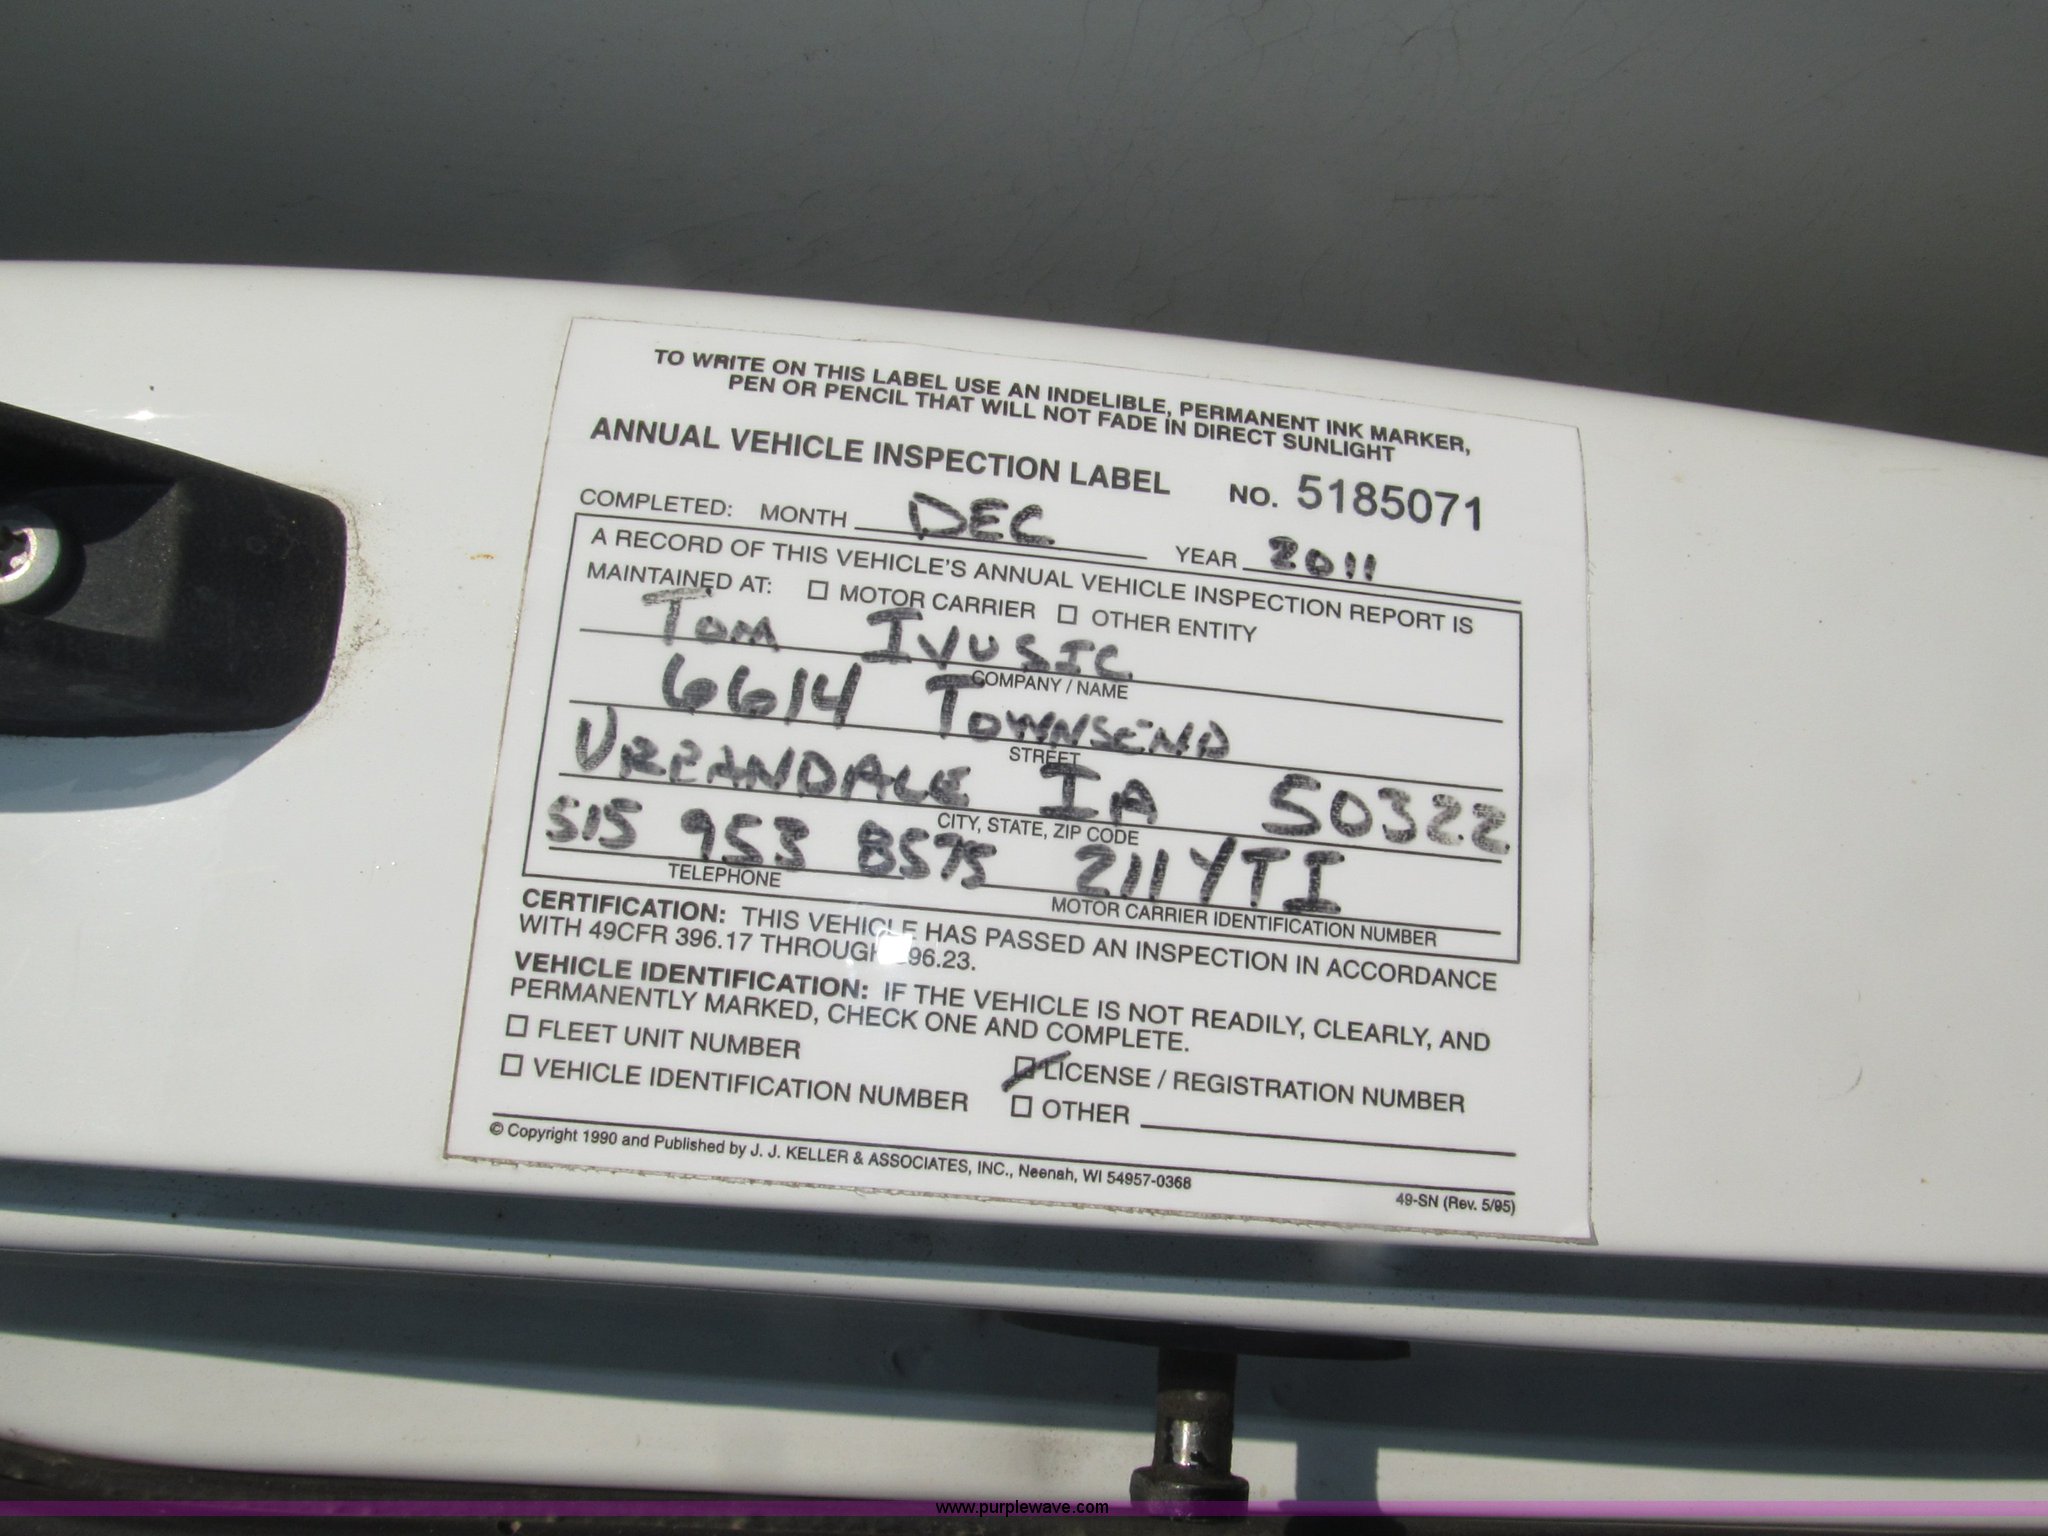 TO WRITE ON THIS LABEL USE AN INDELIBLE, PERMANENT INK MARKER,
PEN OR PENCIL THAT WILL NOT FADE IN DIRECT SUNLIGHT
ANNUAL VEHICLE INSPECTION LABEL NO. 5185071
COMPLETED: MONTH DEC YEAR 2011
A RECORD OF THIS VEHICLE'S ANNUAL VEHICLE INSPECTION REPORT IS
MAINTAINED AT: ☐ MOTOR CARRIER ☐ OTHER ENTITY
TOM IVUSIC
COMPANY / NAME
6614 TOWNSEND
STREET
URBANDALE IA 50322
CITY, STATE, ZIP CODE
515 953 8575 211YTI
TELEPHONE MOTOR CARRIER IDENTIFICATION NUMBER
CERTIFICATION: THIS VEHICLE HAS PASSED AN INSPECTION IN ACCORDANCE
WITH 49CFR 396.17 THROUGH 96.23.
VEHICLE IDENTIFICATION: IF THE VEHICLE IS NOT READILY, CLEARLY, AND
PERMANENTLY MARKED, CHECK ONE AND COMPLETE.
☐ FLEET UNIT NUMBER ☑ LICENSE / REGISTRATION NUMBER
☐ VEHICLE IDENTIFICATION NUMBER ☐ OTHER
© Copyright 1990 and Published by J. J. KELLER & ASSOCIATES, INC., Neenah, WI 54957-0368
49-SN (Rev. 5/95)
www.purplewave.com